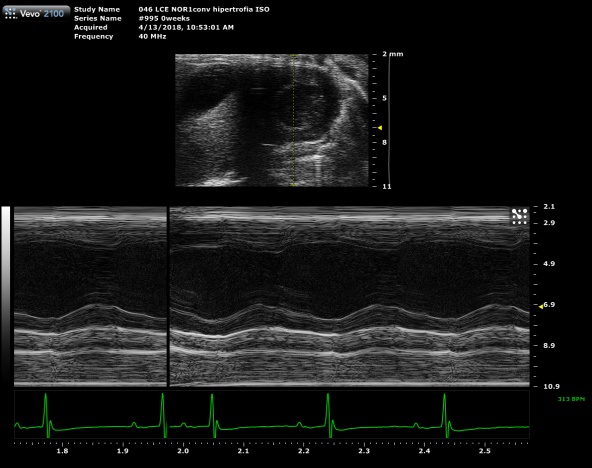 Vevo 2100
Study Name 046 LCE NOR1conv hipertrofia ISO
Series Name #995 0weeks
Acquired 4/13/2018, 10:53:01 AM
Frequency 40 MHz
2 mm
5
8
11
2.1
2.9
4.9
6.9
8.9
10.9
313 BPM
1.8 1.9 2.0 2.1 2.2 2.3 2.4 2.5